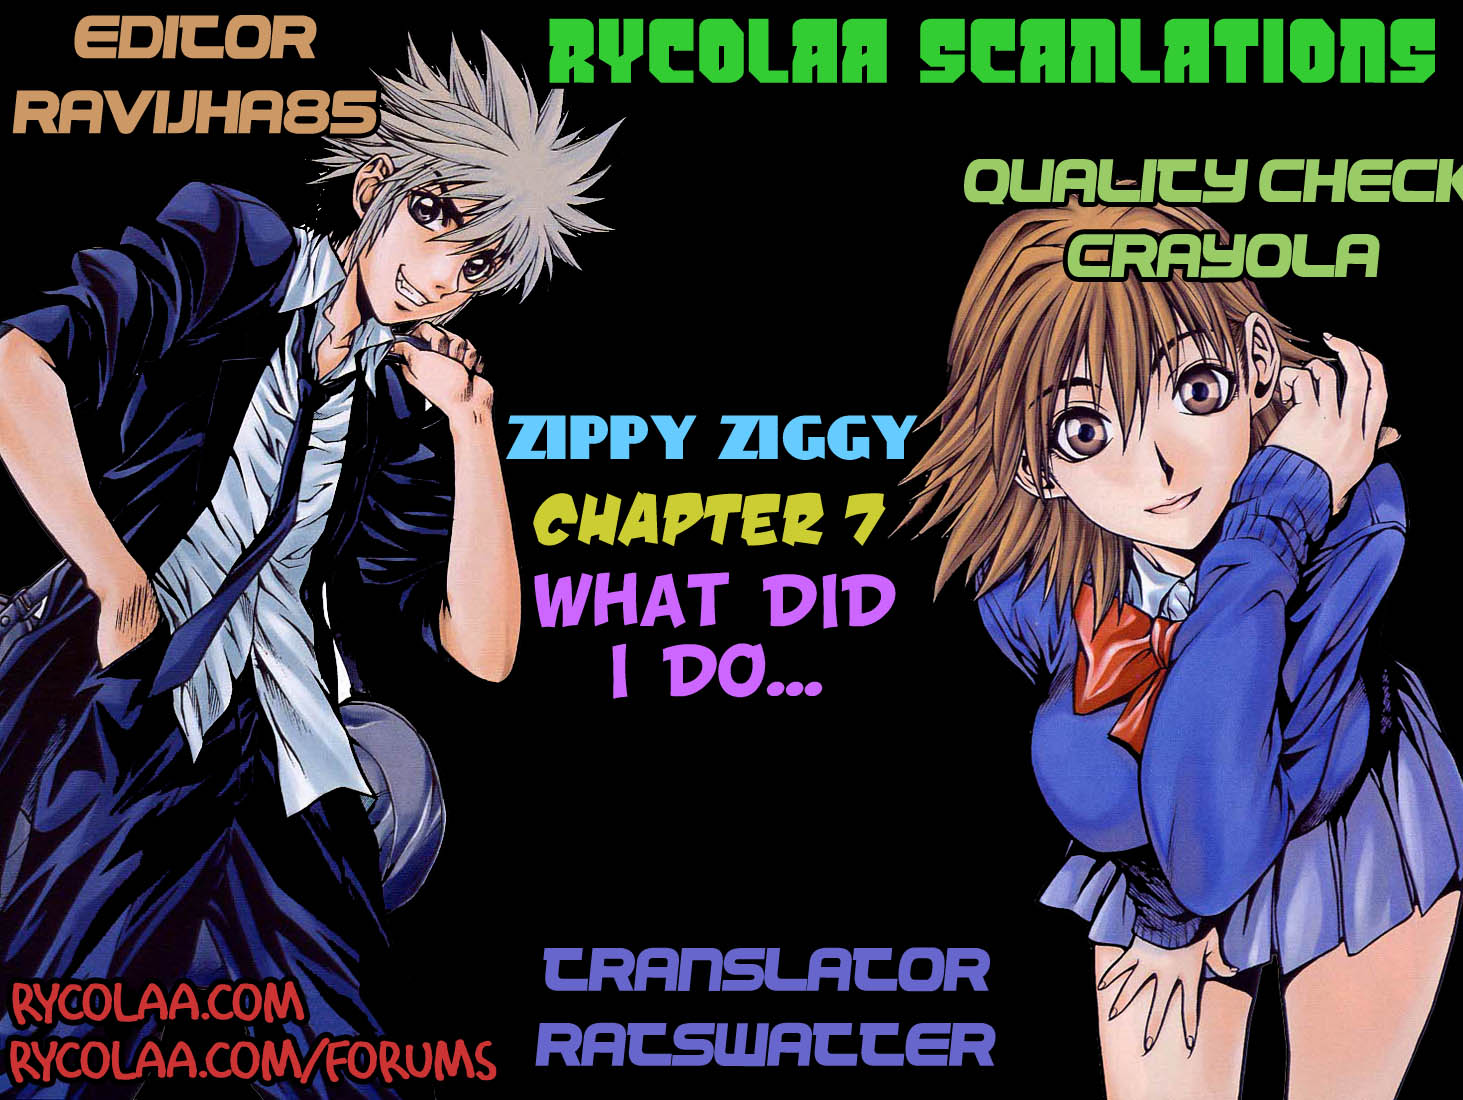 EDITOR
RAVIJHA85
RYCOLAA SCANLATIONS
QUALITY CHECK
CRAYOLA
ZIPPY ZIGGY
CHAPTER 7
WHAT DID
I DO...
TRANSLATOR
RATSWATTER
RYCOLAA.COM
RYCOLAA.COM/FORUMS